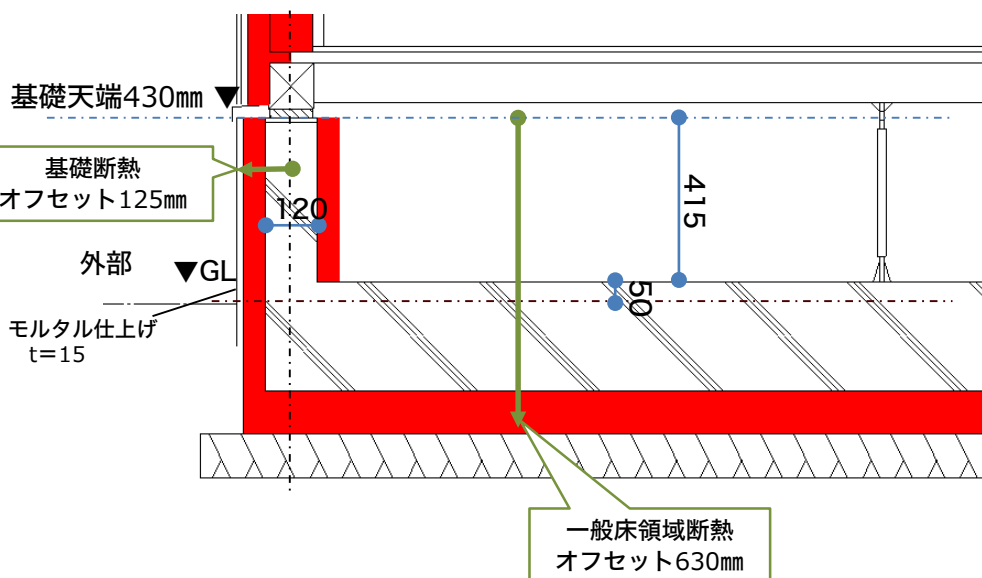 基礎天端430㎜ ▼
基礎断熱
オフセット125㎜
120
415
外部
▼GL
50
モルタル仕上げ
t＝15
一般床領域断熱
オフセット630㎜